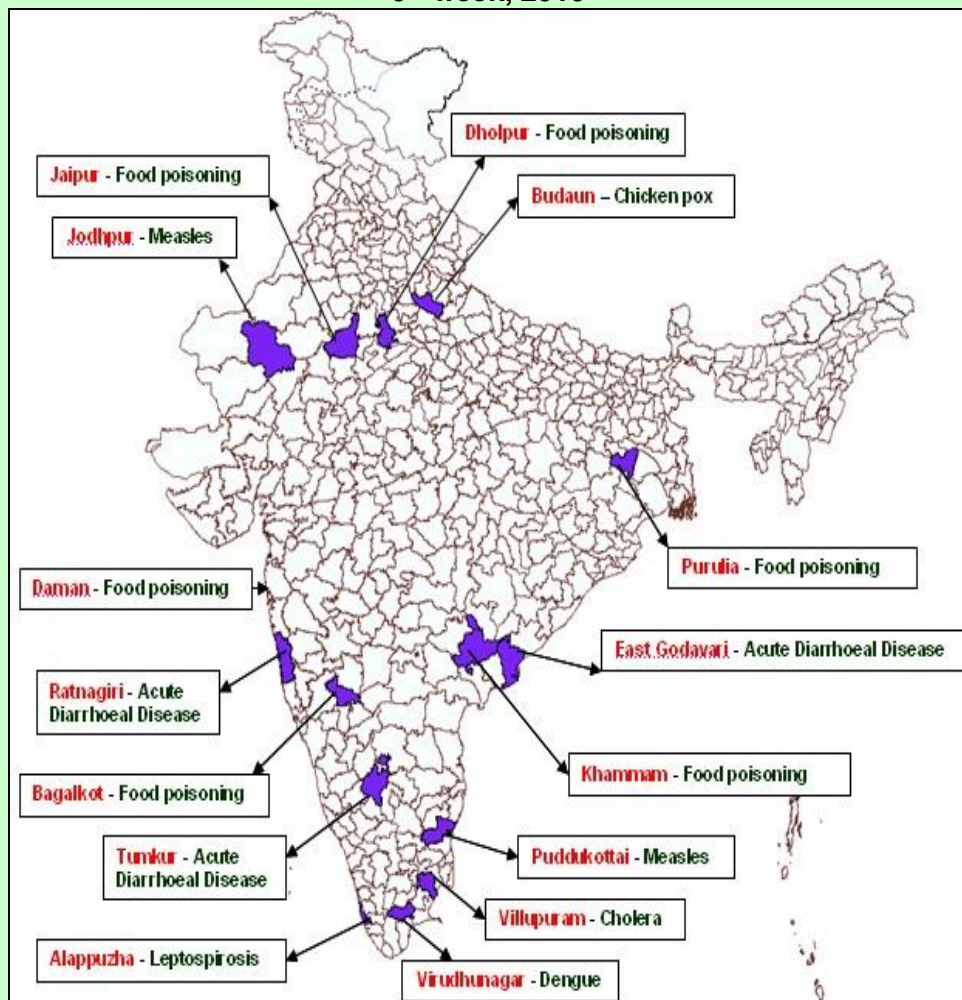 Dholpur - Food poisoning
Jaipur - Food poisoning
Budaun – Chicken pox
Jodhpur - Measles
Purulia - Food poisoning
Daman - Food poisoning
East Godavari - Acute Diarrhoeal Disease
Ratnagiri - Acute
Diarrhoeal Disease
Khammam - Food poisoning
Bagalkot - Food poisoning
Tumkur - Acute
Diarrhoeal Disease
Puddukottai - Measles
Villupuram - Cholera
Alappuzha - Leptospirosis
Virudhunagar - Dengue